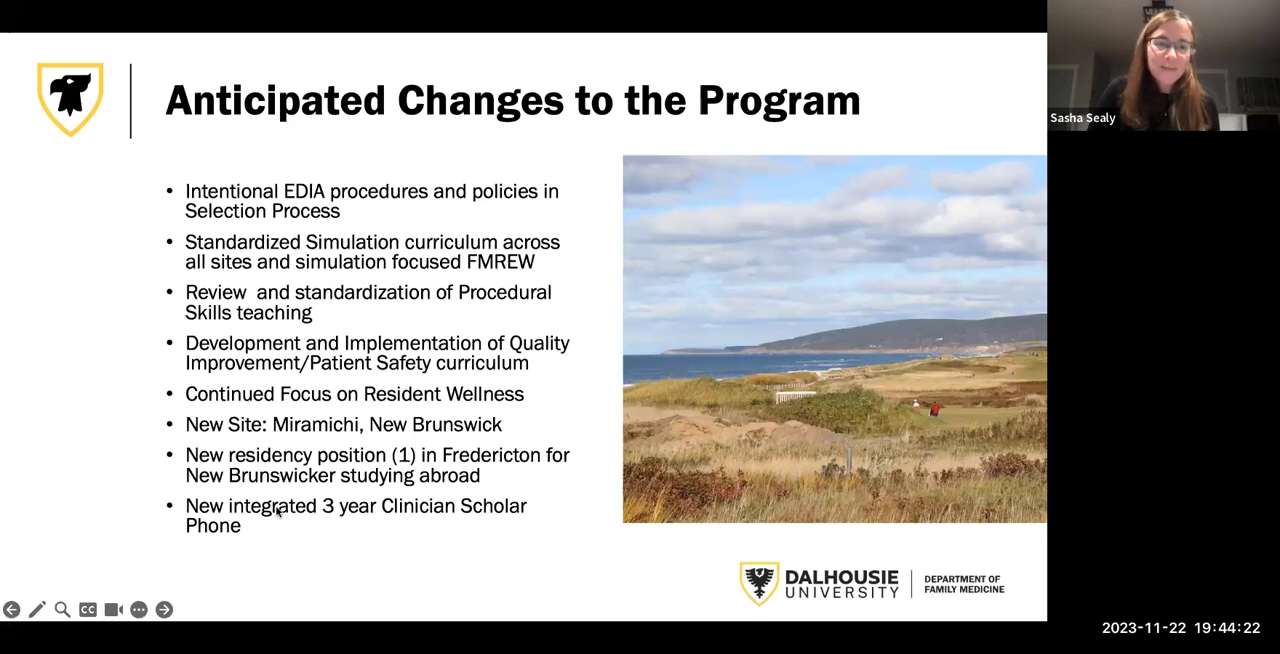 Anticipated Changes to the Program
Sasha Sealy
• Intentional EDIA procedures and policies in
Selection Process
• Standardized Simulation curriculum across
all sites and simulation focused FMREW
• Review  and standardization of Procedural
Skills teaching
• Development and Implementation of Quality
Improvement/Patient Safety curriculum
• Continued Focus on Resident Wellness
• New Site: Miramichi, New Brunswick
• New residency position (1) in Fredericton for
New Brunswicker studying abroad
• New integrated 3 year Clinician Scholar
Phone
DALHOUSIE
UNIVERSITY
DEPARTMENT OF
FAMILY MEDICINE
CC
2023-11-22 19:44:22